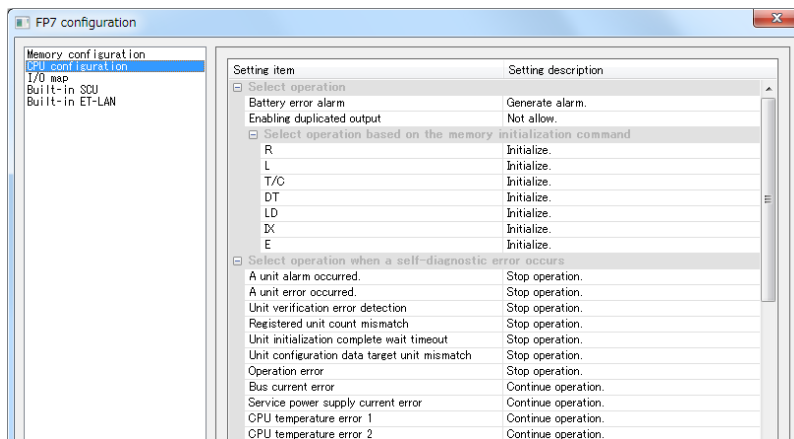 FP7 configuration
Memory configuration
CPU configuration
I/O map
Built-in SCU
Built-in ET-LAN
Setting item Setting description
Select operation
Battery error alarm Generate alarm.
Enabling duplicated output Not allow.
Select operation based on the memory initialization command
R Initialize.
L Initialize.
T/C Initialize.
DT Initialize.
LD Initialize.
IX Initialize.
E Initialize.
Select operation when a self-diagnostic error occurs
A unit alarm occurred. Stop operation.
A unit error occurred. Stop operation.
Unit verification error detection Stop operation.
Registered unit count mismatch Stop operation.
Unit initialization complete wait timeout Stop operation.
Unit configuration data target unit mismatch Stop operation.
Operation error Stop operation.
Bus current error Continue operation.
Service power supply current error Continue operation.
CPU temperature error 1 Continue operation.
CPU temperature error 2 Continue operation.